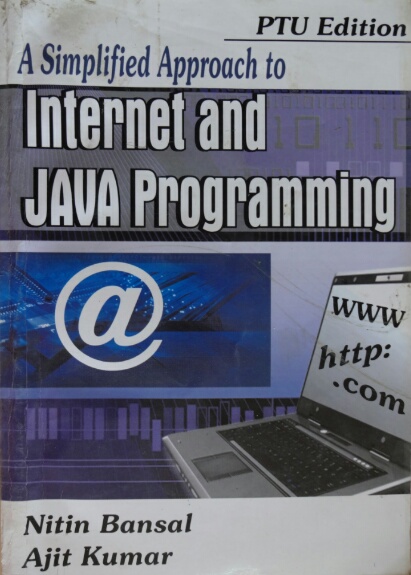 PTU Edition
A Simplified Approach to
Internet and
JAVA Programming
@
www
http:
.com
Nitin Bansal
Ajit Kumar